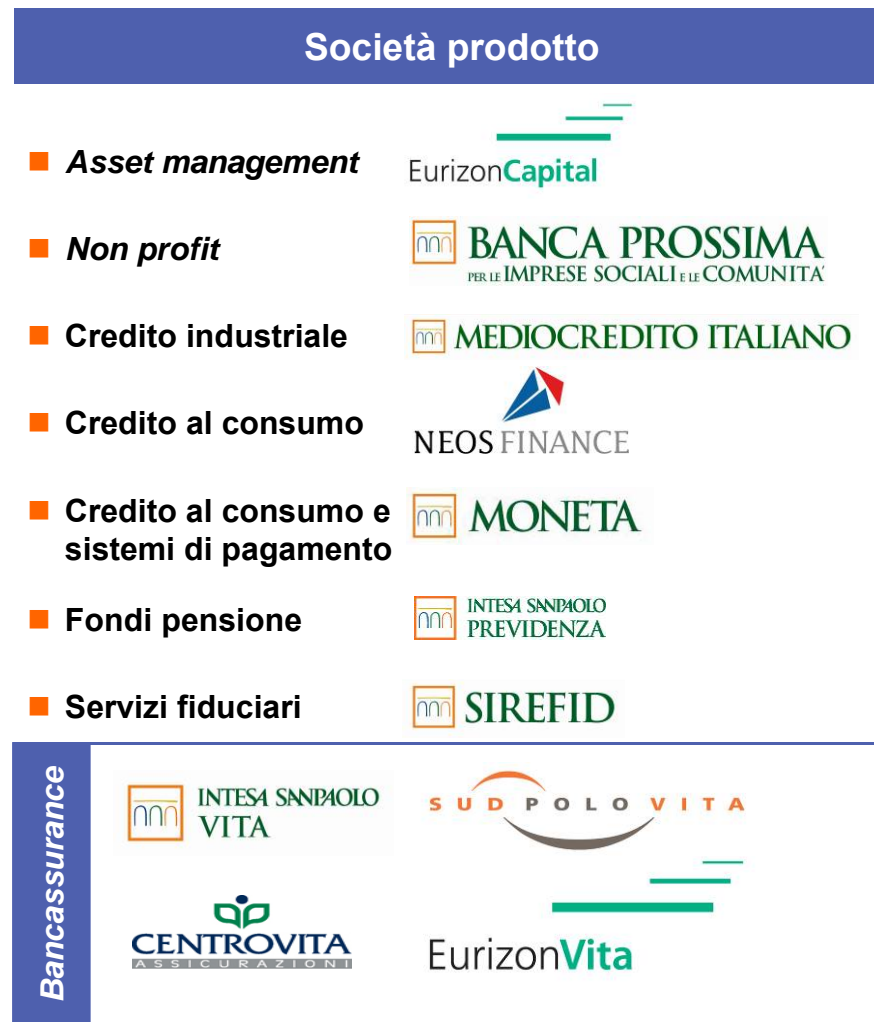 Società prodotto
Asset management
EurizonCapital
Non profit
BANCA PROSSIMA
PER LE IMPRESE SOCIALI E LE COMUNITA'
Credito industriale
MEDIOCREDITO ITALIANO
Credito al consumo
NEOS FINANCE
Credito al consumo e
sistemi di pagamento
MONETA
Fondi pensione
INTESA SANPAOLO
PREVIDENZA
Servizi fiduciari
SIREFID
Bancassurance
INTESA SANPAOLO
VITA
SUD POLO VITA
CENTROVITA
ASSICURAZIONI
EurizonVita